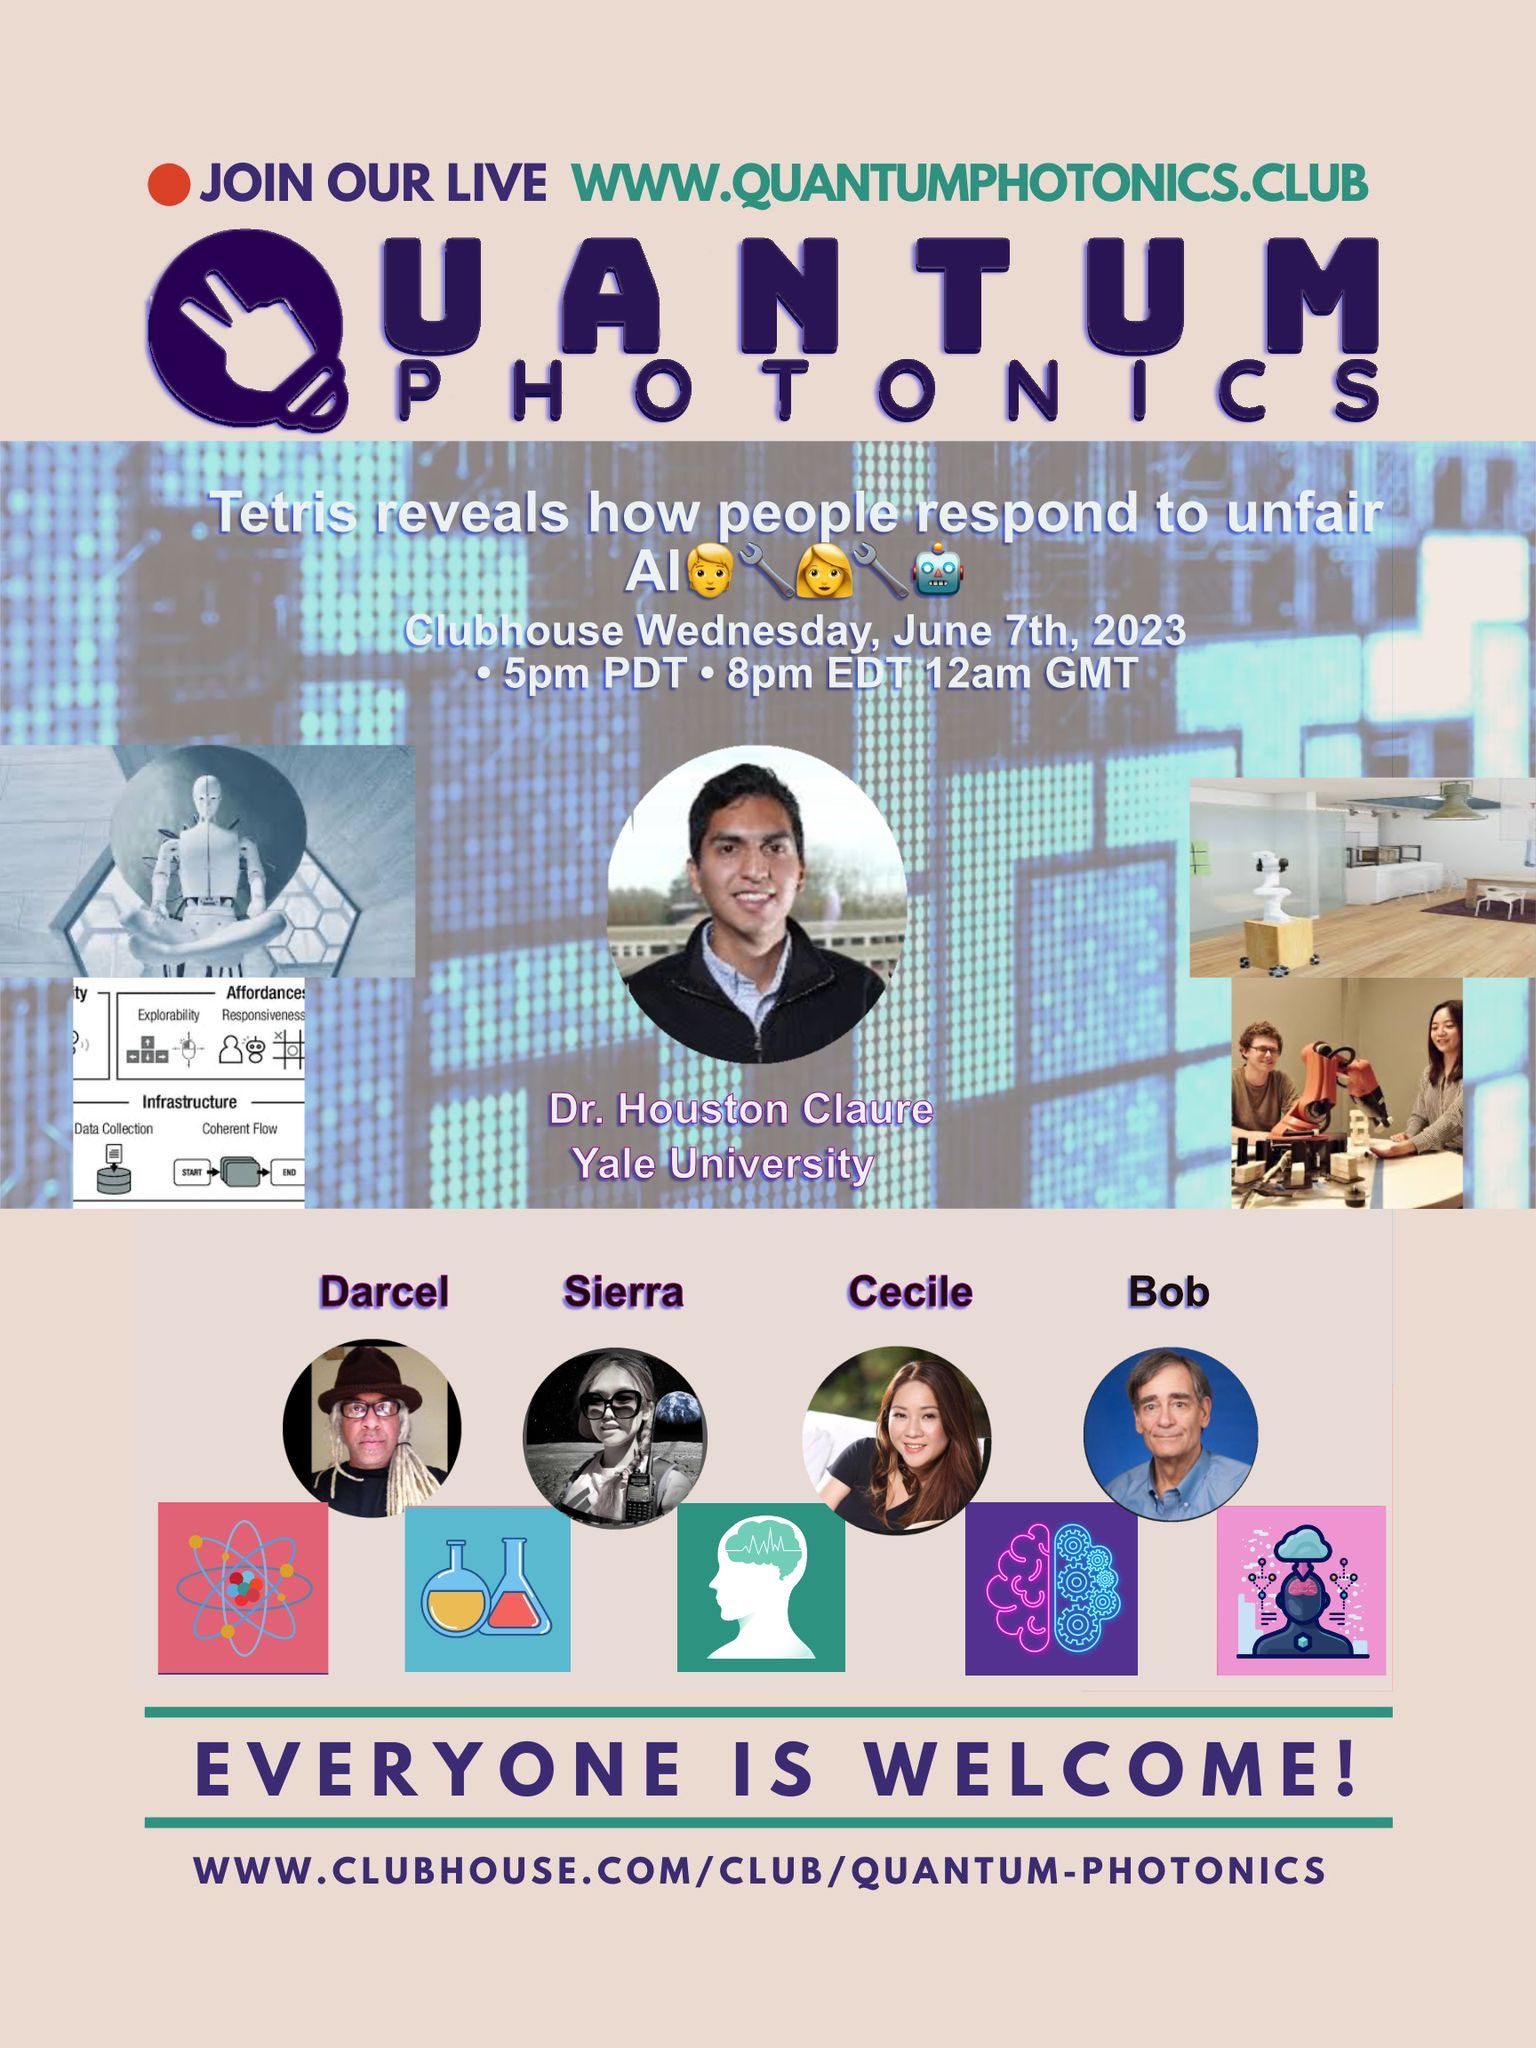 JOIN OUR LIVE WWW.QUANTUMPHOTONICS.CLUB
QUANTUM
PHOTONICS
Tetris reveals how people respond to unfair
AI
Clubhouse Wednesday, June 7th, 2023
• 5pm PDT • 8pm EDT 12am GMT
ity
Affordances
Explorability Responsiveness
Infrastructure
Data Collection Coherent Flow
START END
Dr. Houston Claure
Yale University
Darcel Sierra Cecile Bob
EVERYONE IS WELCOME!
WWW.CLUBHOUSE.COM/CLUB/QUANTUM-PHOTONICS